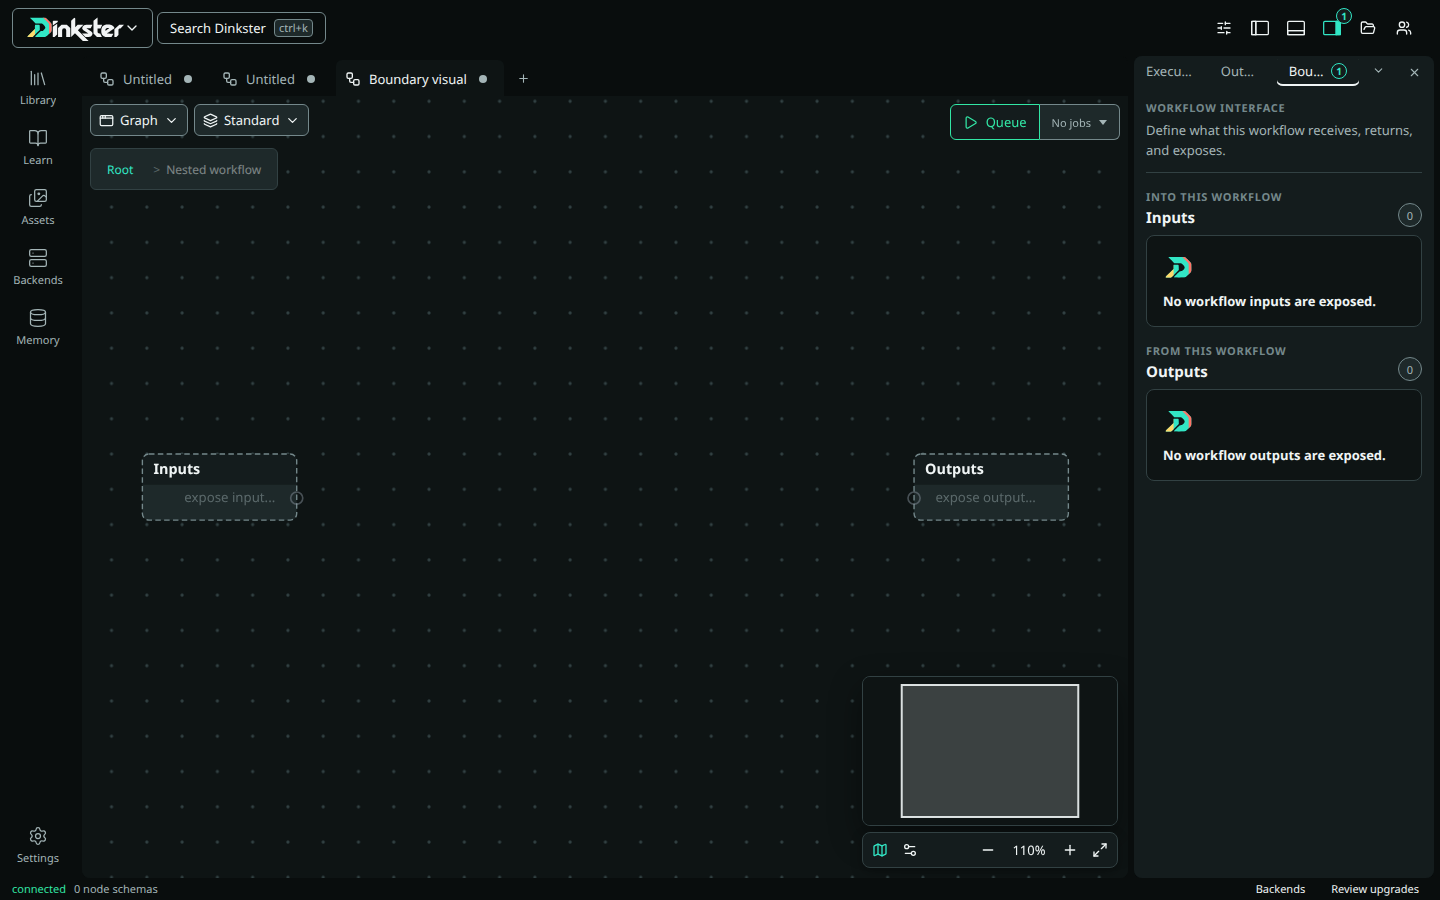 Dinkster
Search Dinkster ctrl+k
1
Library
Learn
Assets
Backends
Memory
Settings
Untitled
Untitled
Boundary visual
Graph
Standard
Queue
No jobs
Root > Nested workflow
Inputs
expose input...
Outputs
expose output...
110%
Execu...
Out...
Bou... 1
WORKFLOW INTERFACE
Define what this workflow receives, returns,
and exposes.
INTO THIS WORKFLOW
Inputs
0
No workflow inputs are exposed.
FROM THIS WORKFLOW
Outputs
0
No workflow outputs are exposed.
connected 0 node schemas
Backends
Review upgrades